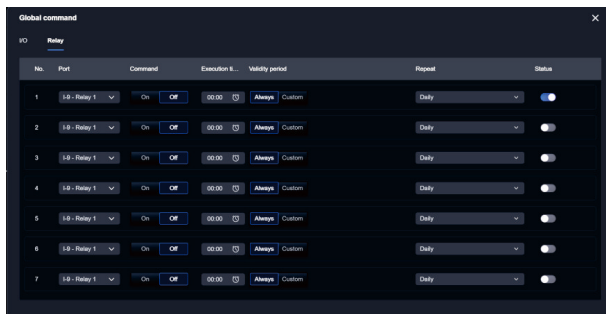 Global command
I/O Relay
No. Port Command Execution ti... Validity period Repeat Status
1 I-9 - Relay 1 On Off 00:00 Always Custom Daily
2 I-9 - Relay 1 On Off 00:00 Always Custom Daily
3 I-9 - Relay 1 On Off 00:00 Always Custom Daily
4 I-9 - Relay 1 On Off 00:00 Always Custom Daily
5 I-9 - Relay 1 On Off 00:00 Always Custom Daily
6 I-9 - Relay 1 On Off 00:00 Always Custom Daily
7 I-9 - Relay 1 On Off 00:00 Always Custom Daily